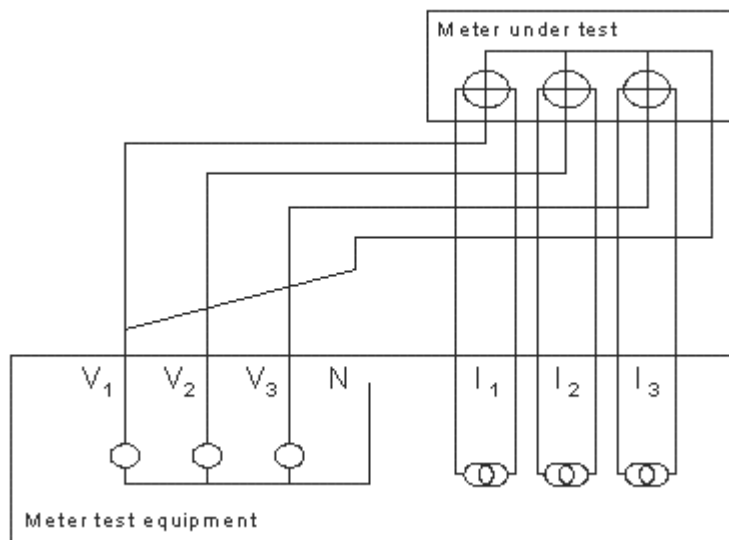 Meter under test
V1 V2 V3 N I1 I2 I3
Meter test equipment